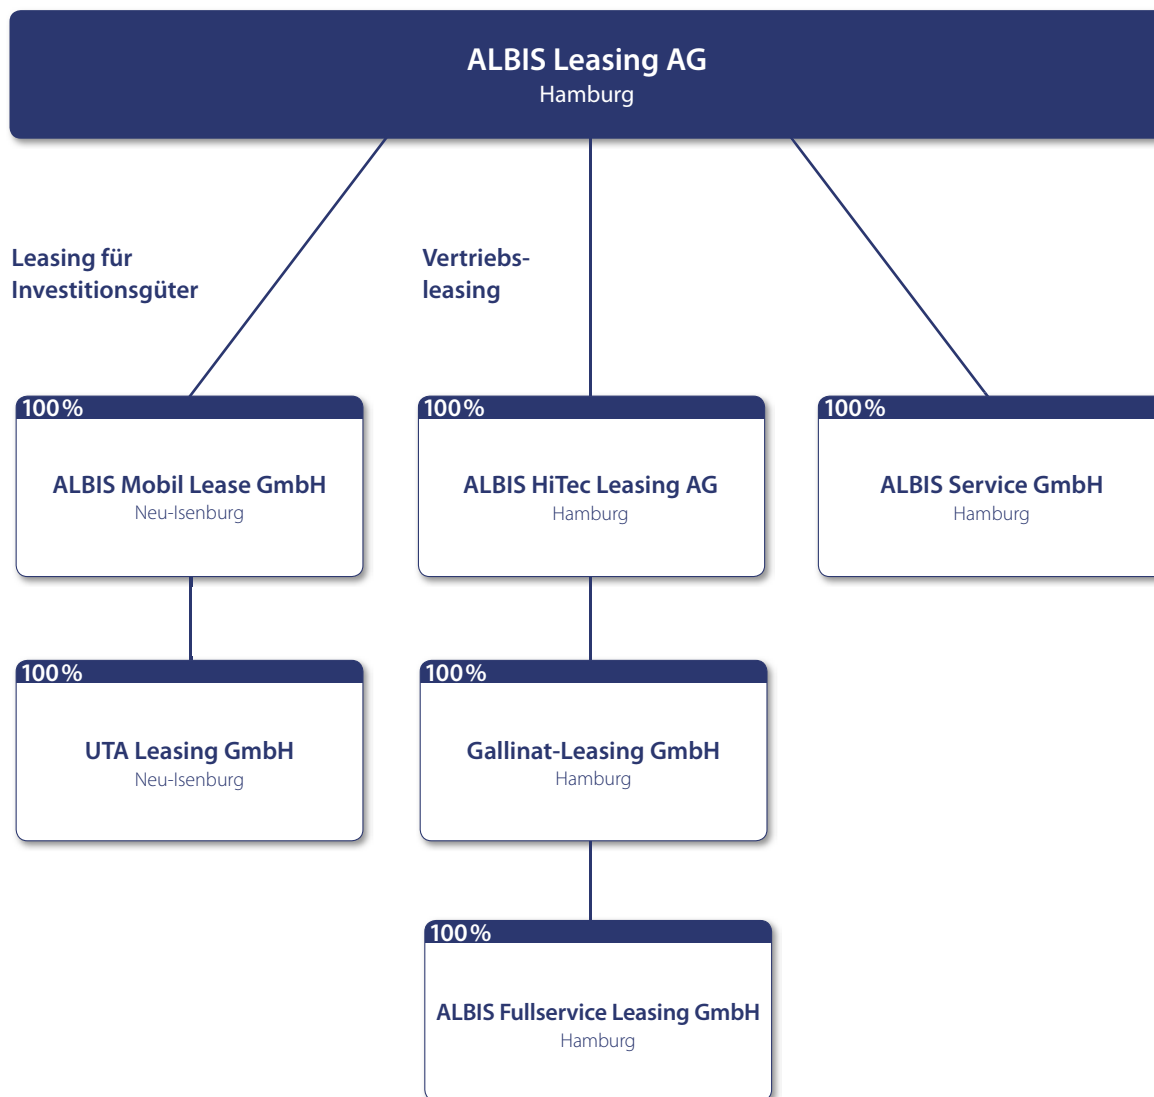 ALBIS Leasing AG
Hamburg
Leasing für
Investitionsgüter
Vertriebs-
leasing
100 %
ALBIS Mobil Lease GmbH
Neu-Isenburg
100 %
ALBIS HiTec Leasing AG
Hamburg
100 %
ALBIS Service GmbH
Hamburg
100 %
UTA Leasing GmbH
Neu-Isenburg
100 %
Gallinat-Leasing GmbH
Hamburg
100 %
ALBIS Fullservice Leasing GmbH
Hamburg